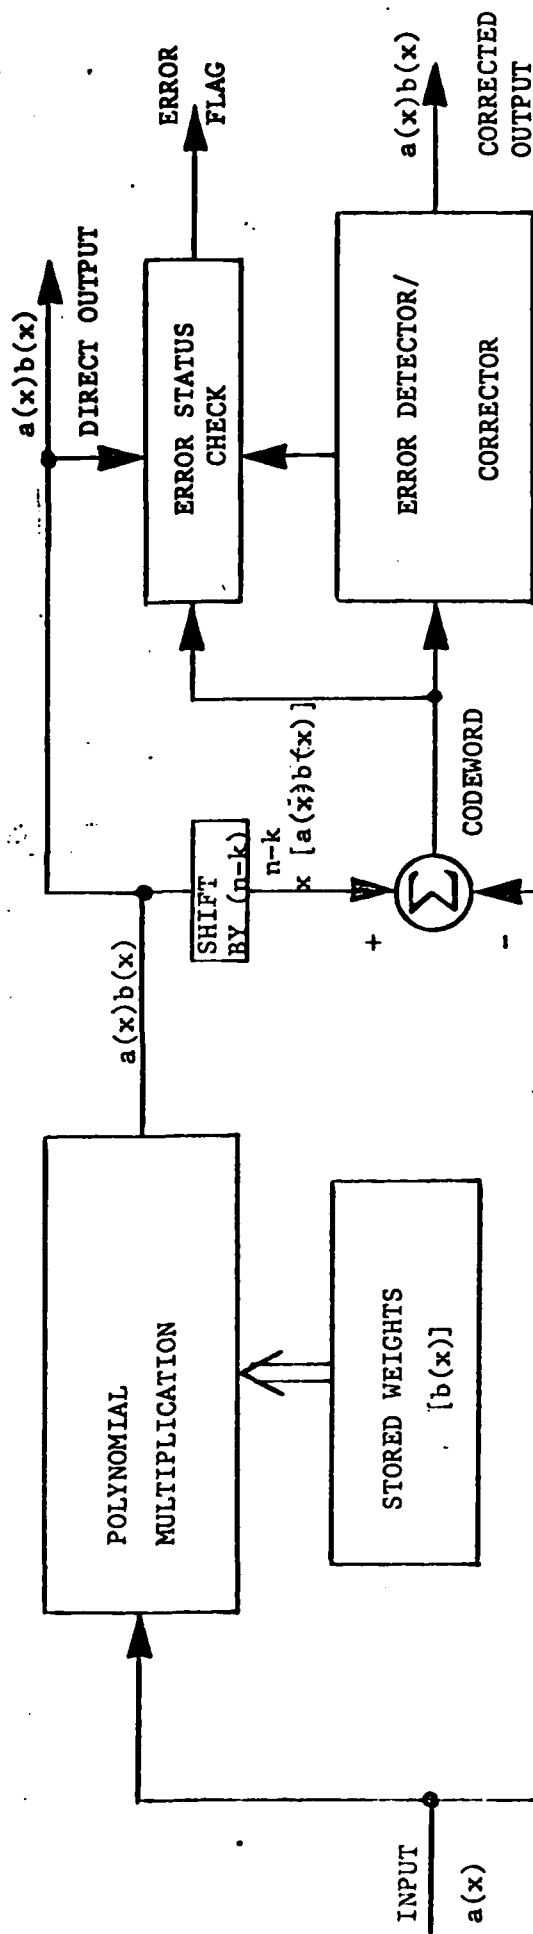 INPUT
a(x)
POLYNOMIAL
MULTIPLICATION
STORED WEIGHTS
[b(x)]
a(x)b(x)
SHIFT
BY (n-k)
n-k
x [a(x)b(x)]
+
Σ
-
CODEWORD
a(x)b(x)
DIRECT OUTPUT
ERROR STATUS
CHECK
ERROR
FLAG
ERROR DETECTOR/
CORRECTOR
a(x)b(x)
CORRECTED
OUTPUT